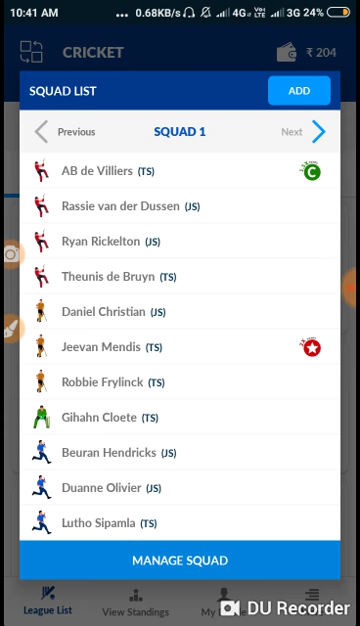 10:41 AM ... 0.68KB/s 4G VoLTE 3G 24%
CRICKET ₹ 204
SQUAD LIST ADD
Previous SQUAD 1 Next
AB de Villiers (TS) C
Rassie van der Dussen (JS)
Ryan Rickelton (JS)
Theunis de Bruyn (TS)
Daniel Christian (JS)
Jeevan Mendis (TS)
Robbie Frylinck (TS)
Gihahn Cloete (TS)
Beuran Hendricks (JS)
Duanne Olivier (JS)
Lutho Sipamla (TS)
MANAGE SQUAD
League List View Standings My
DU Recorder